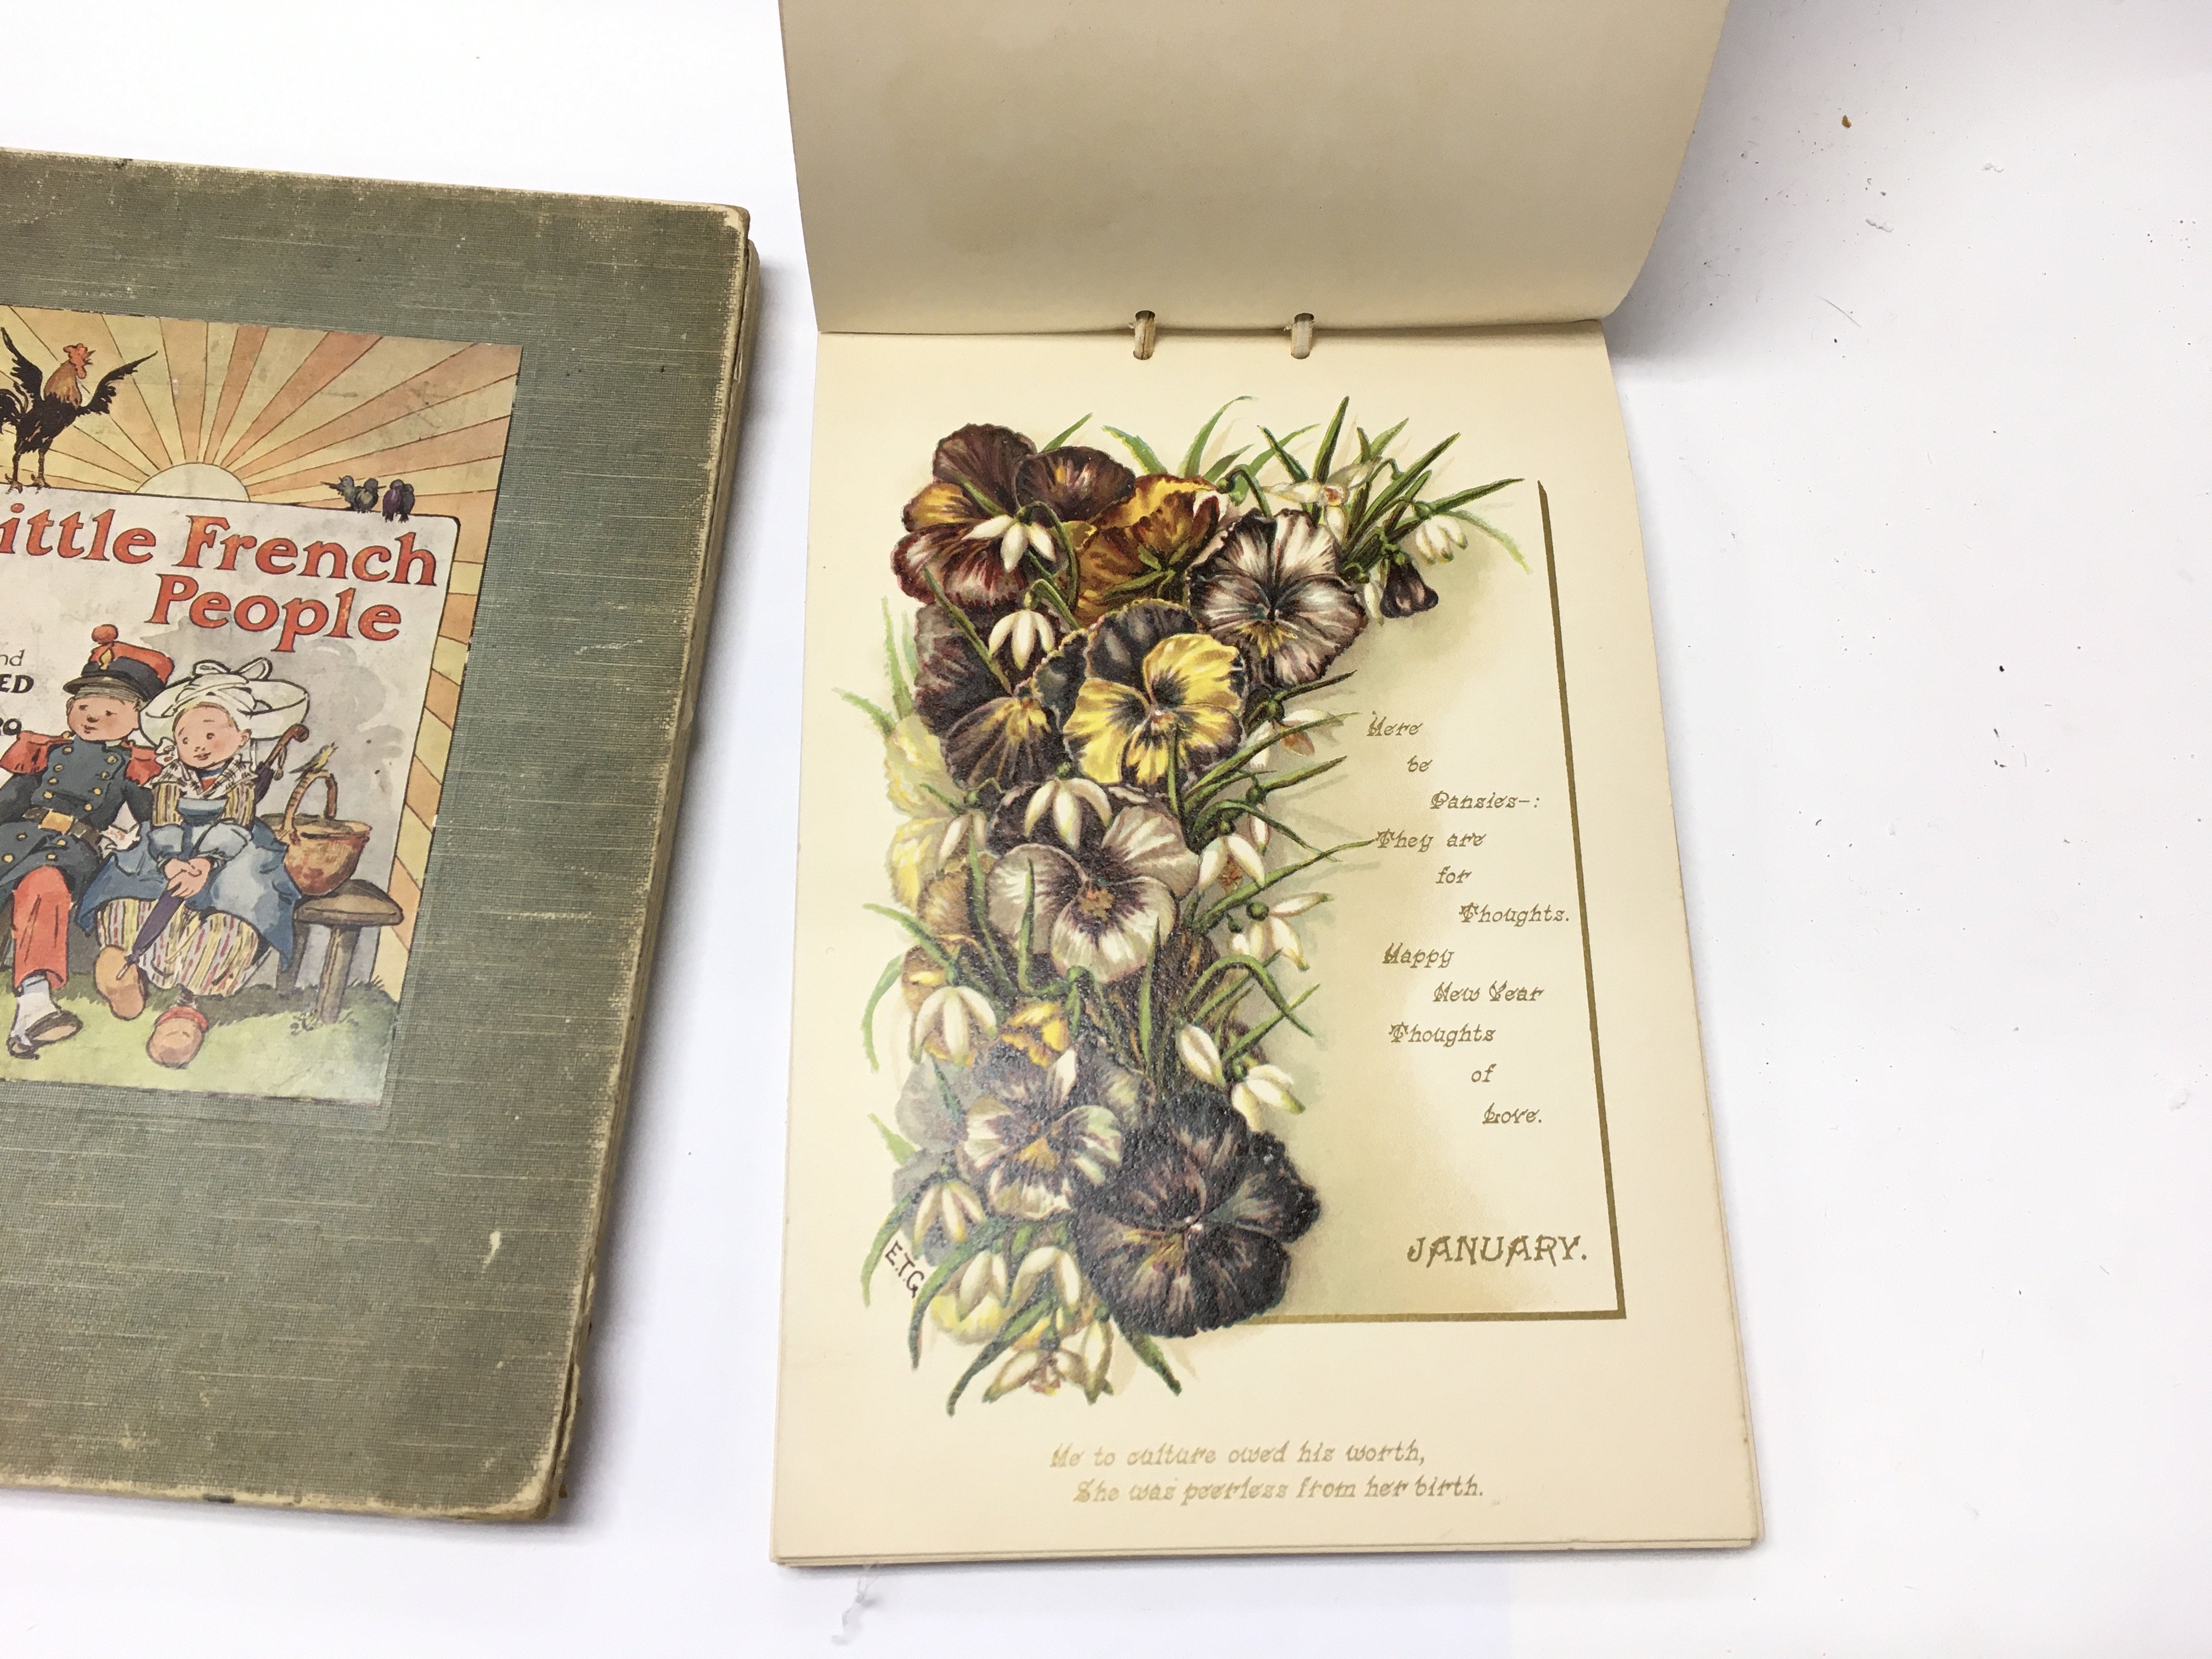 ittle French
People
nd
ED
Here
be
Pansies-:
They are
for
Thoughts.
Happy
New Year
Thoughts
of
Love.
JANUARY.
E.T.G
He to culture owed his worth,
She was peerless from her birth.